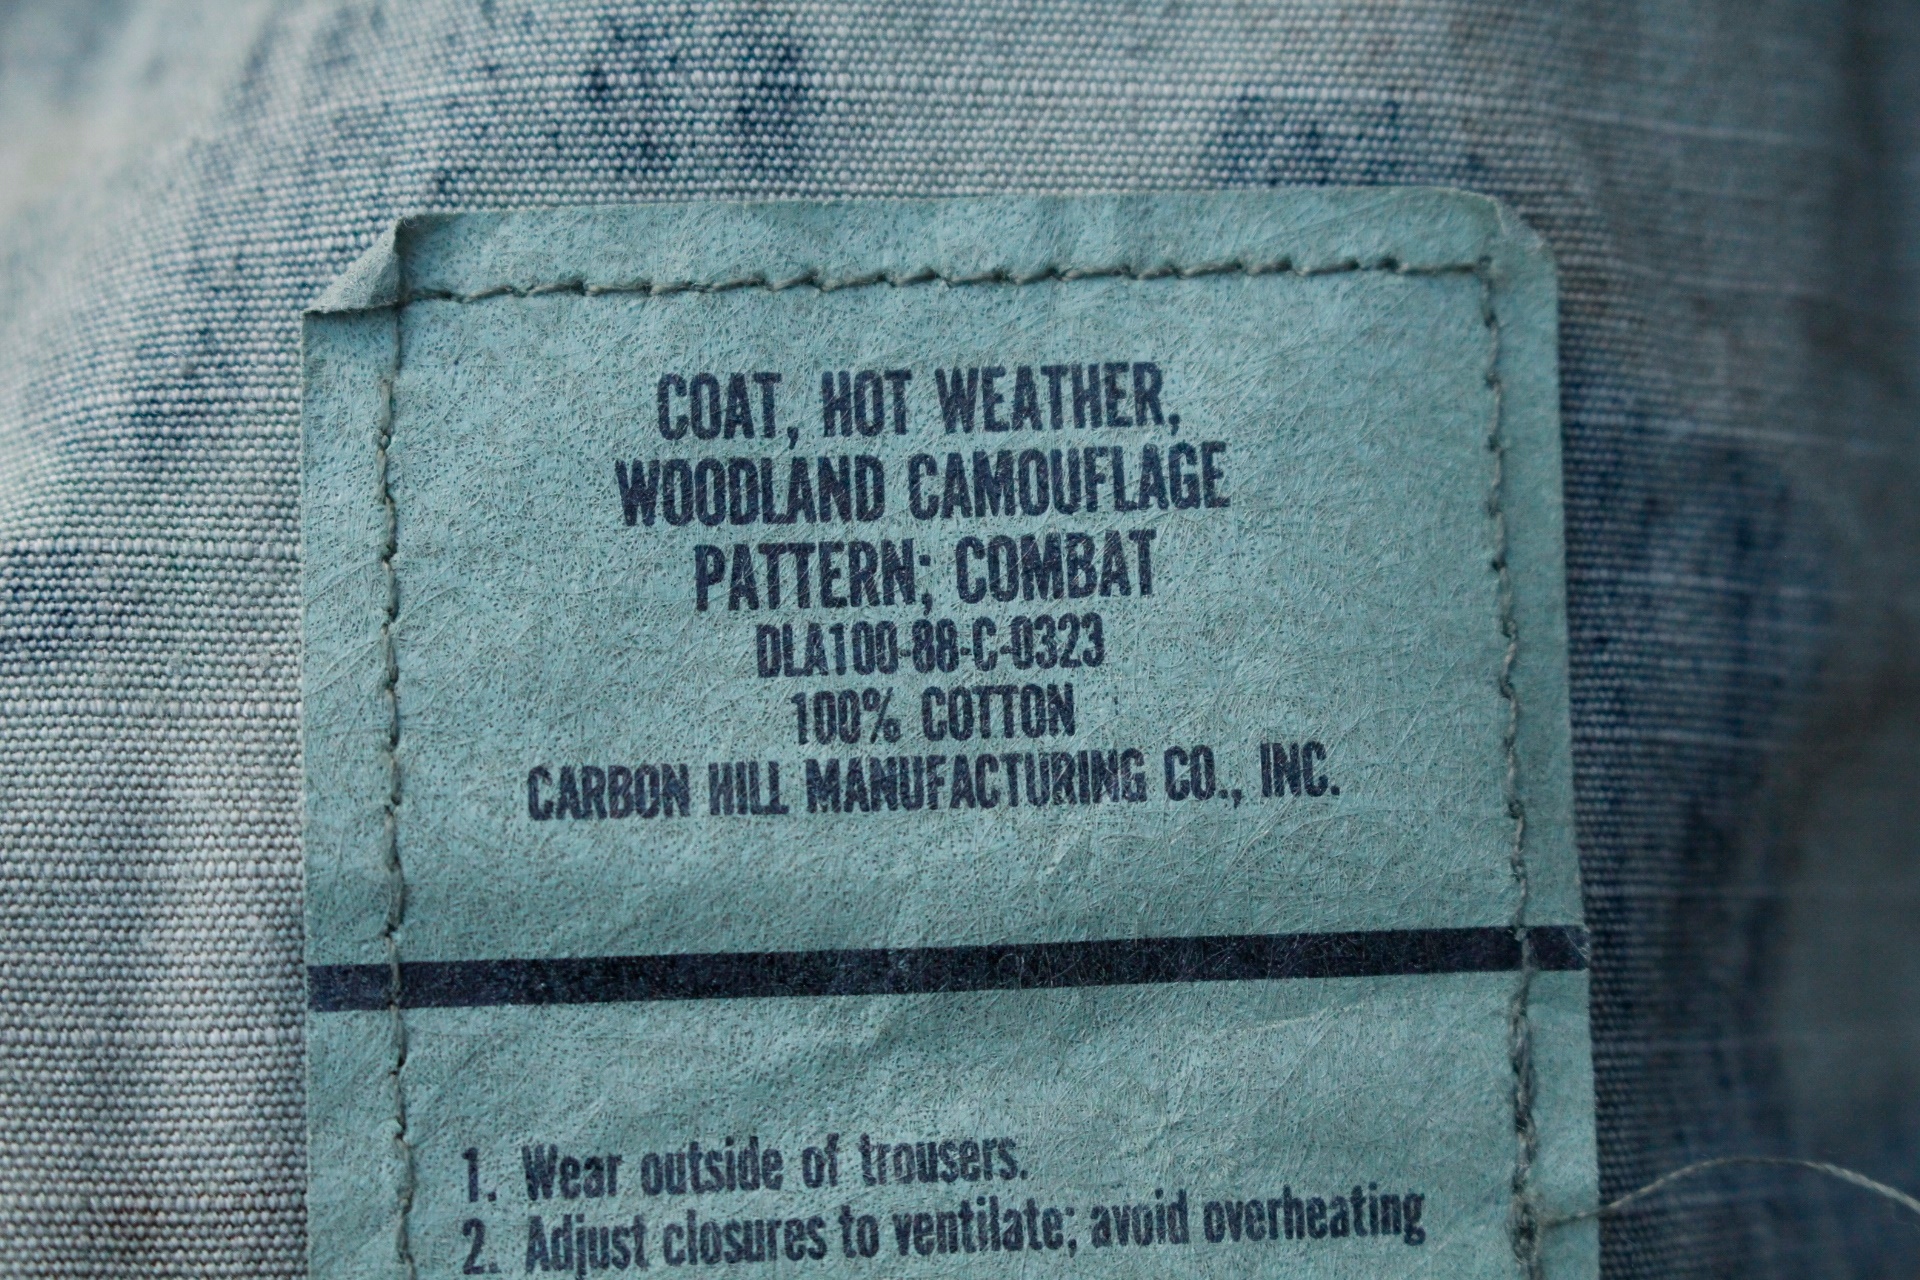 COAT, HOT WEATHER,
WOODLAND CAMOUFLAGE
PATTERN; COMBAT
DLA100-88-C-0323
100% COTTON
CARBON HILL MANUFACTURING CO., INC.
1. Wear outside of trousers.
2. Adjust closures to ventilate; avoid overheating